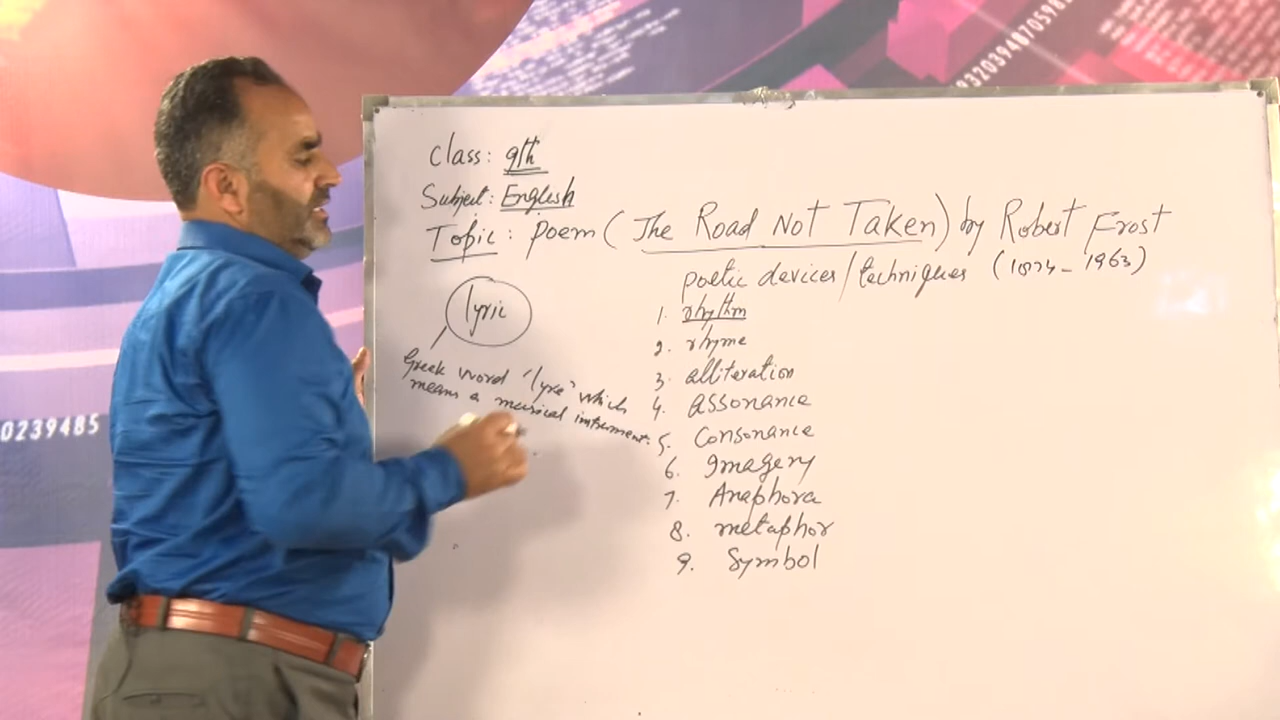 Class: 9th
Subject: English
Topic: Poem (The Road Not Taken) by Robert Frost
poetic devices/techniques (1874-1963)
lyric
Greek word 'lyre' which
means a musical instrument.
1. rhythm
2. rhyme
3. alliteration
4. assonance
5. Consonance
6. Imagery
7. Anaphora
8. metaphor
9. Symbol
0239485